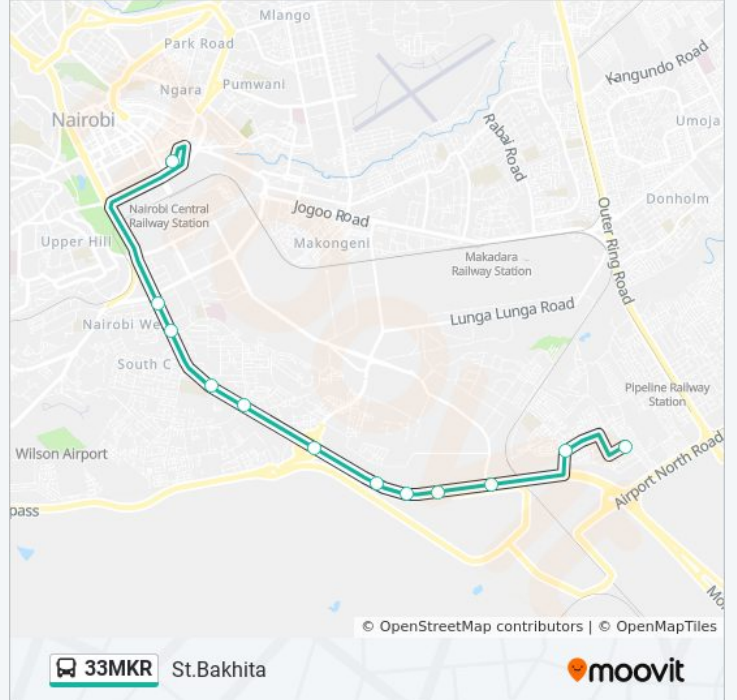 Mlango
Park Road
Kangundo Road
Ngara
Pumwani
Nairobi
Rabai Road
Umoja
Donholm
Nairobi Central
Railway Station
Jogoo Road
Outer Ring Road
Upper Hill
Makongeni
Makadara
Railway Station
Lunga Lunga Road
Nairobi We
South C
Pipeline Railway
Station
Wilson Airport
Airport North Road
pass
Mo
© OpenStreetMap contributors | © OpenMapTiles
33MKR St.Bakhita
moovit